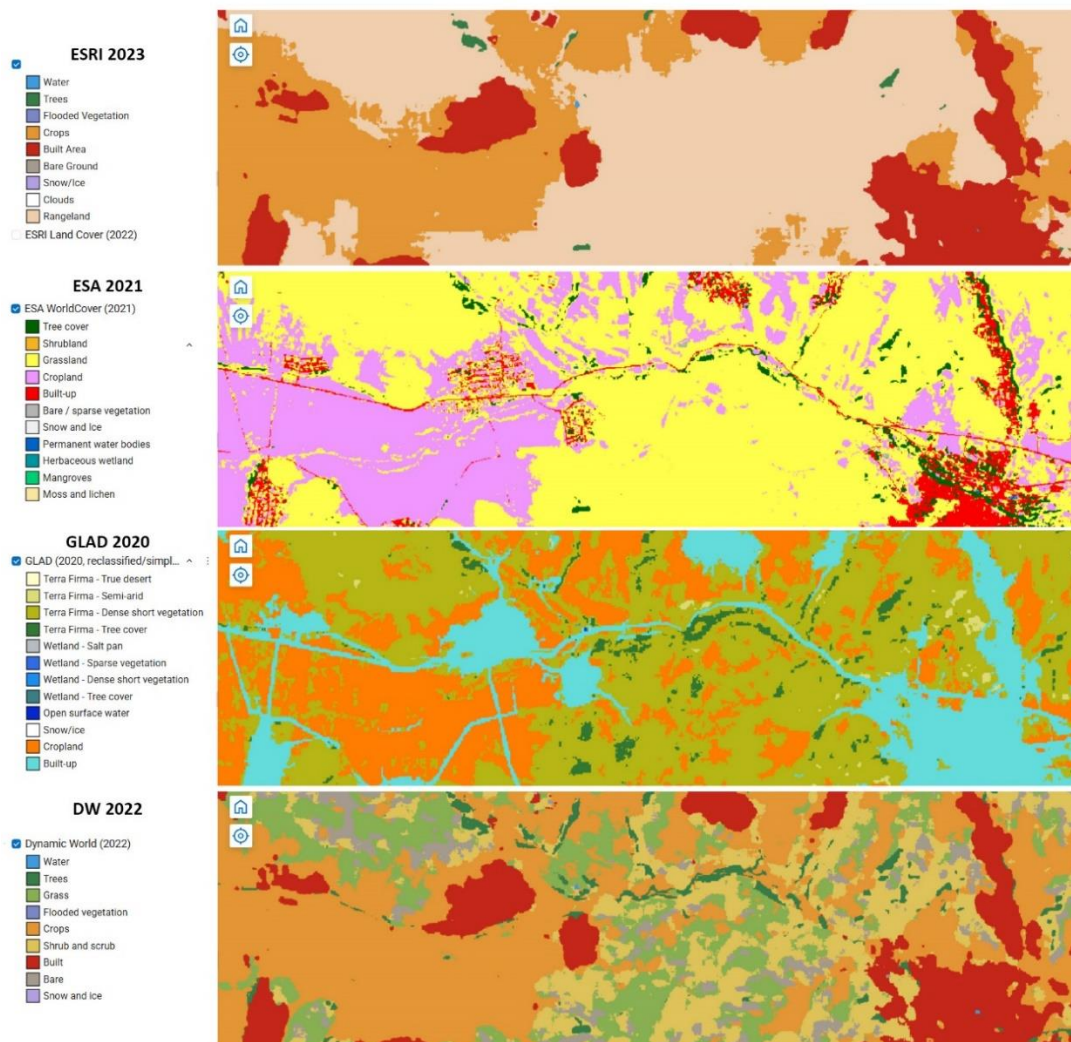 ESRI 2023
Water
Trees
Flooded Vegetation
Crops
Built Area
Bare Ground
Snow/Ice
Clouds
Rangeland
ESRI Land Cover (2022)
ESA 2021
ESA WorldCover (2021)
Tree cover
Shrubland
Grassland
Cropland
Built-up
Bare / sparse vegetation
Snow and Ice
Permanent water bodies
Herbaceous wetland
Mangroves
Moss and lichen
GLAD 2020
GLAD (2020, reclassified/simpl...
Terra Firma - True desert
Terra Firma - Semi-arid
Terra Firma - Dense short vegetation
Terra Firma - Tree cover
Wetland - Salt pan
Wetland - Sparse vegetation
Wetland - Dense short vegetation
Wetland - Tree cover
Open surface water
Snow/ice
Cropland
Built-up
DW 2022
Dynamic World (2022)
Water
Trees
Grass
Flooded vegetation
Crops
Shrub and scrub
Built
Bare
Snow and ice